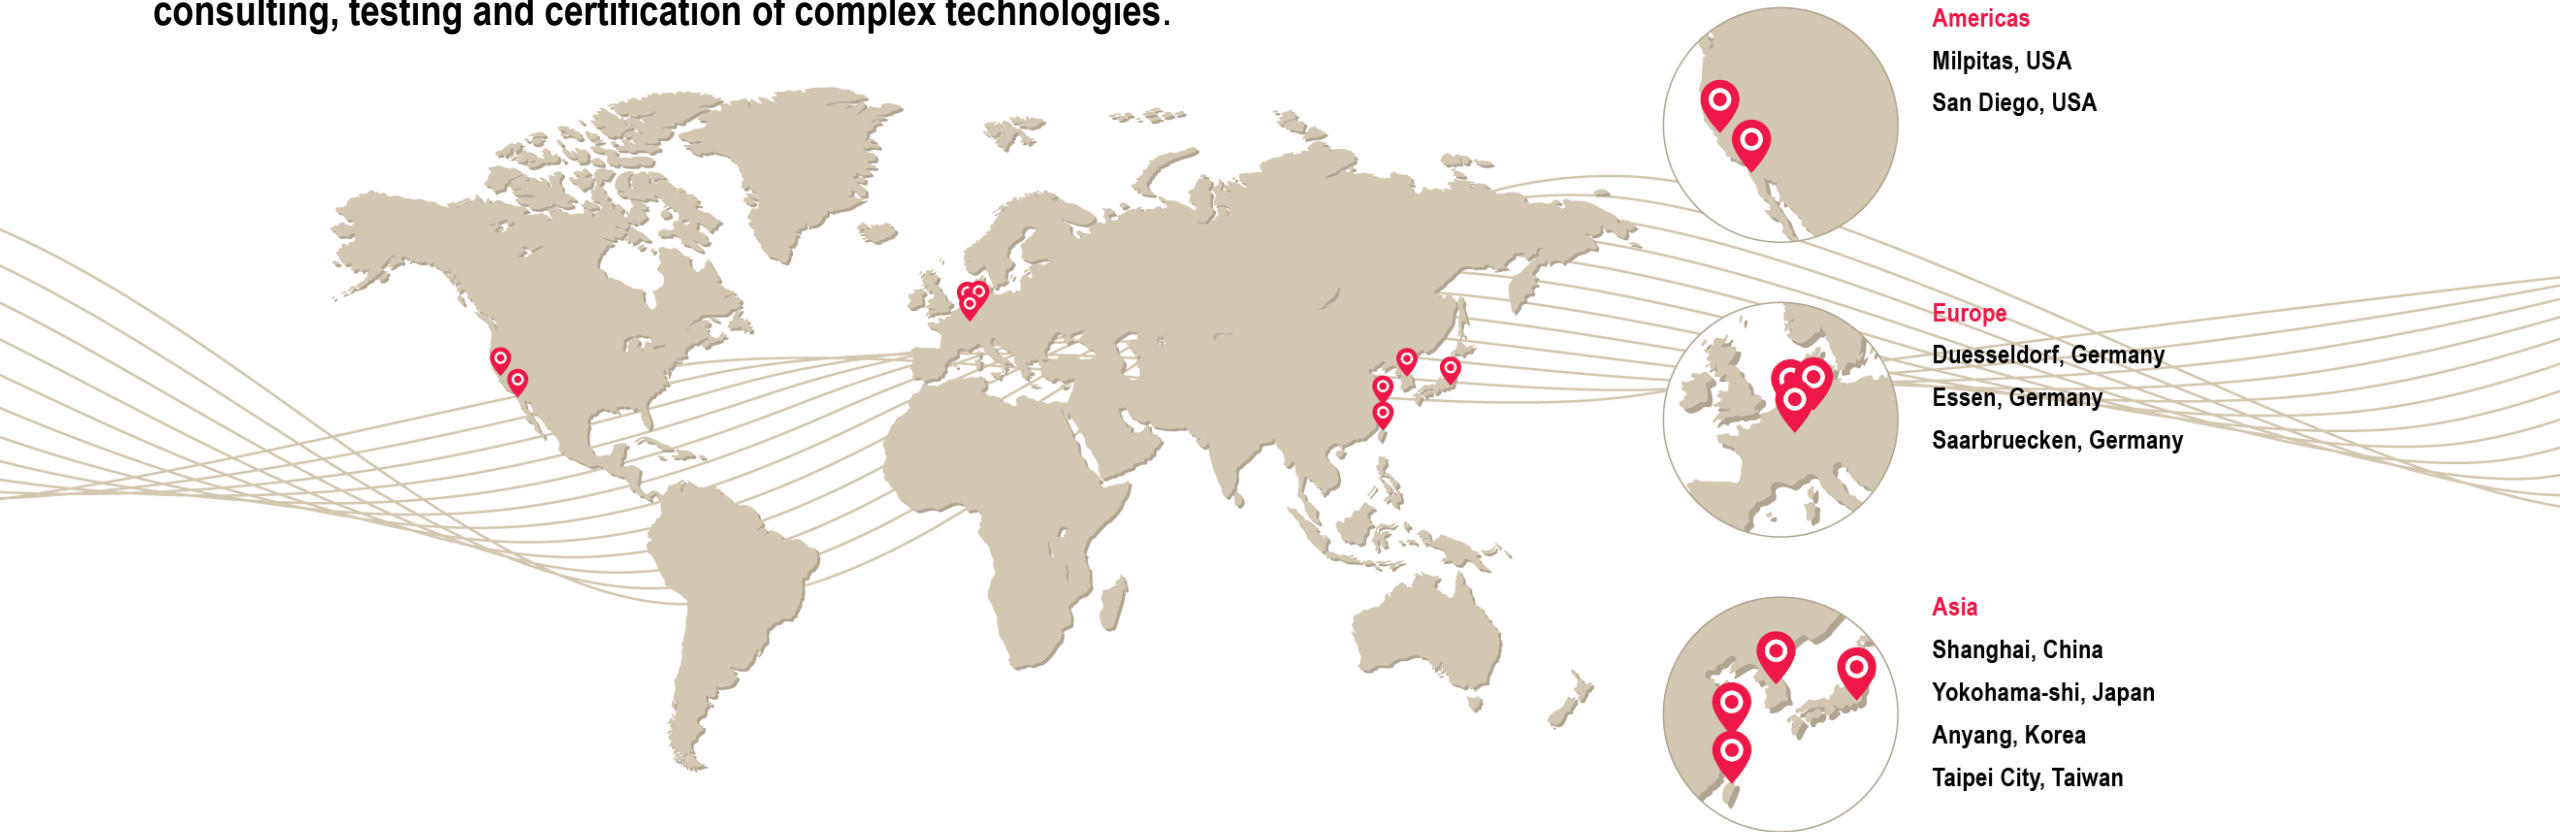 consulting, testing and certification of complex technologies.
Americas
Milpitas, USA
San Diego, USA
Europe
Duesseldorf, Germany
Essen, Germany
Saarbruecken, Germany
Asia
Shanghai, China
Yokohama-shi, Japan
Anyang, Korea
Taipei City, Taiwan